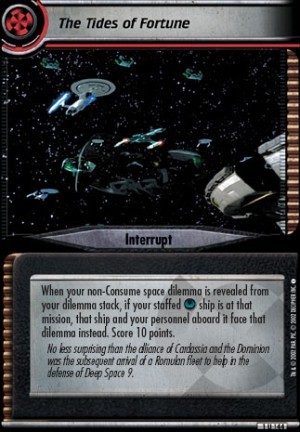 The Tides of Fortune
Interrupt
When your non-Consume space dilemma is revealed from
your dilemma stack, if your staffed ship is at that
mission, that ship and your personnel aboard it face that
dilemma instead. Score 10 points.
No less surprising than the alliance of Cardassia and the Dominion
was the subsequent arrival of a Romulan fleet to help in the
defense of Deep Space 9.
1 U 144